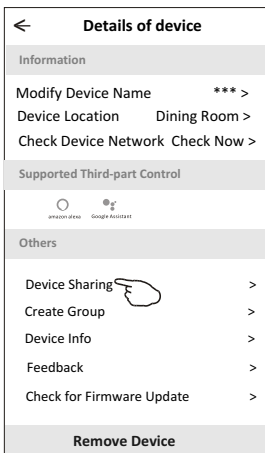 ← Details of device
Information
Modify Device Name *** >
Device Location Dining Room >
Check Device Network Check Now >
Supported Third-part Control
amazon alexa Google Assistant
Others
Device Sharing >
Create Group >
Device Info >
Feedback >
Check for Firmware Update >
Remove Device